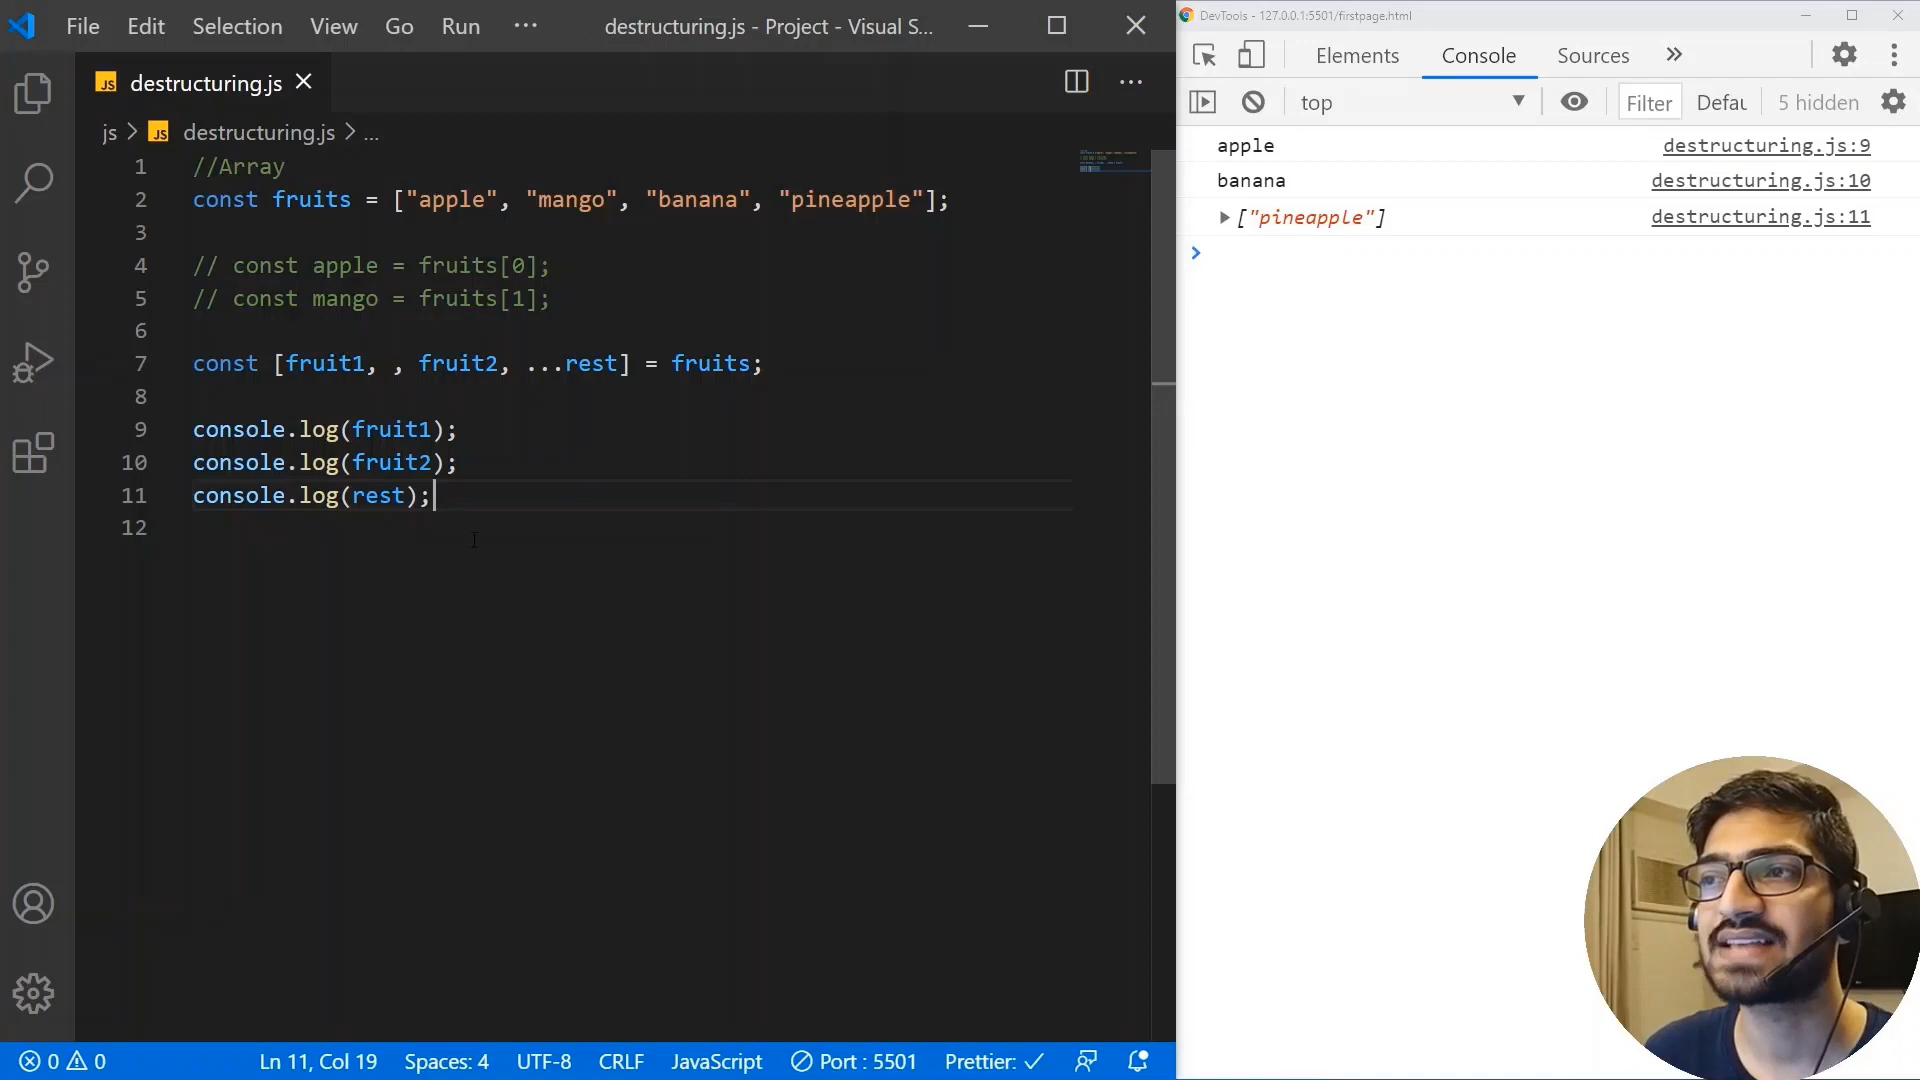 File Edit Selection View Go Run ··· destructuring.js - Project - Visual S...
JS destructuring.js
js > JS destructuring.js > ...
1 //Array
2 const fruits = ["apple", "mango", "banana", "pineapple"];
3
4 // const apple = fruits[0];
5 // const mango = fruits[1];
6
7 const [fruit1, , fruit2, ...rest] = fruits;
8
9 console.log(fruit1);
10 console.log(fruit2);
11 console.log(rest);
12
0 0 Ln 11, Col 19 Spaces: 4 UTF-8 CRLF JavaScript Port : 5501 Prettier: ✓
DevTools - 127.0.0.1:5501/firstpage.html
Elements Console Sources »
top Filter Defau 5 hidden
apple destructuring.js:9
banana destructuring.js:10
["pineapple"] destructuring.js:11